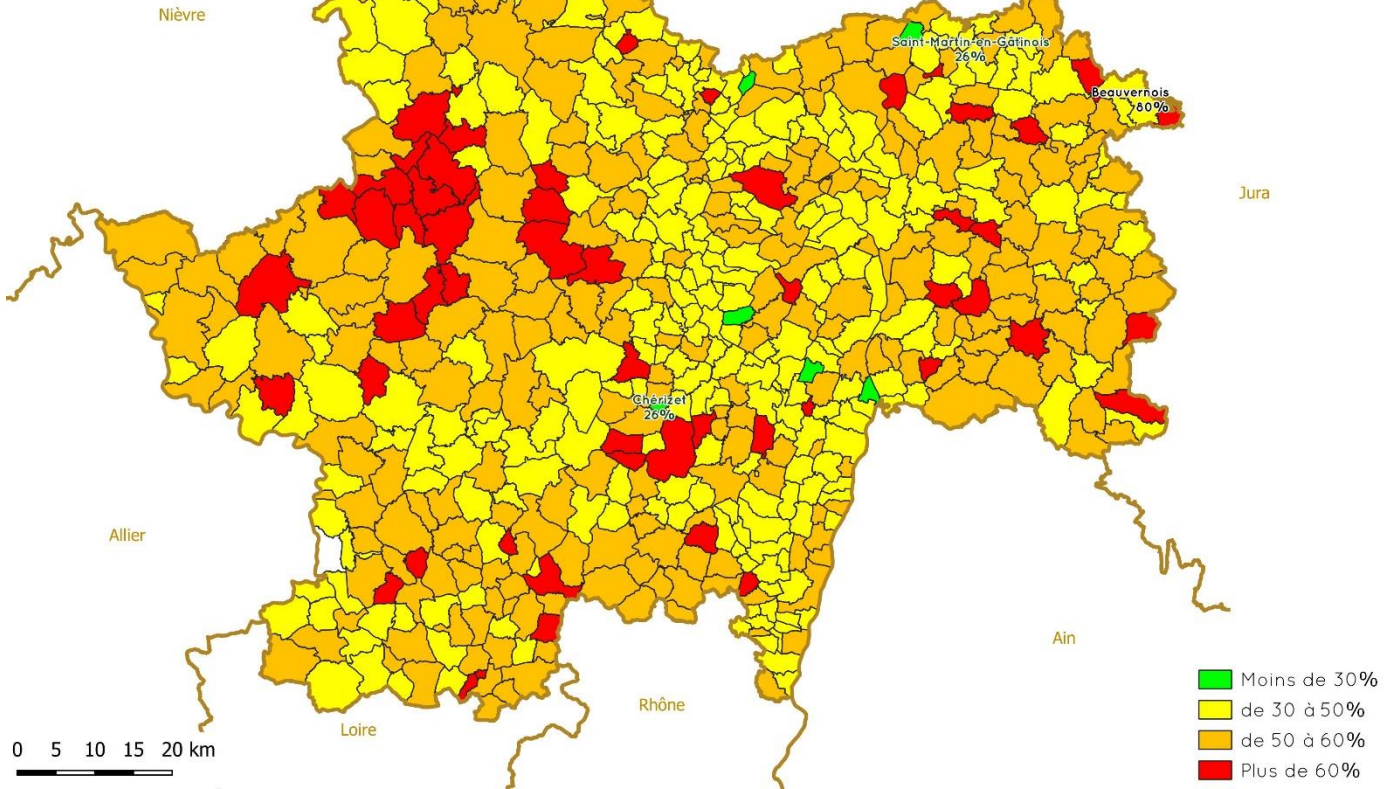 Nièvre
Saint-Martin-en-Gâtinois
26%
Beauvernois
80%
Jura
Chérizet
26%
Allier
Ain
Rhône
Loire
0 5 10 15 20 km
Moins de 30%
de 30 à 50%
de 50 à 60%
Plus de 60%